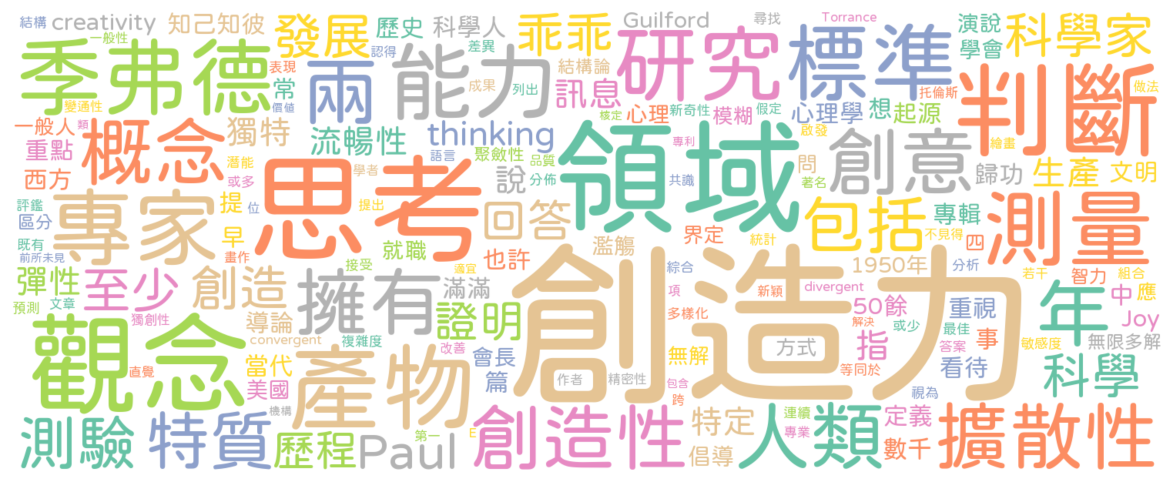 結構
creativity
知己知彼
發展
歷史
科學人
乖乖
Guilford
尋找
Torrance
演說
科學家
一般性
季弗德
表現
常
兩
認得
差異
能力
成果
列出
結構論
訊息
研究
標準
學會
托倫斯
做法
變通性
類
價值
一般人
重點
概念
獨特
流暢性
thinking
核定
心理
新奇性
模糊
假定
心理學
想
起源
判斷
繪畫
語言
聚斂性
品質
專利
啟發
創意
西方
潛能
或多
學者
思考
說
分佈
領域
共識
問
著名
歸功
生產
文明
評鑑
區分
專家
提
位
提出
回答
包括
專輯
四
測量
既有
前所未見
早
畫作
就職
也許
濫觴
界定
統計
1950年
不見得
彈性
至少
創造
接受
擁有
滿滿
邁宮
創造力
綜合
分析
若干
智力
組合
預測
文章
項
新穎
divergent
50餘
重視
年
中
應
獨創性
導論
證明
多樣化
Joy
觀念
convergent
複雜度
解決
或少
最佳
事
敏感度
無限多解
當代
改善
會長
無解
方式
指
答案
看待
直覺
美國
產物
篇
作者
精密性
包含
等同於
視為
科學
機構
跨
測驗
特質
歷程
Paul
第一
E
創造性
特定
倡導
連續
專業
人類
定義
數千
擴散性